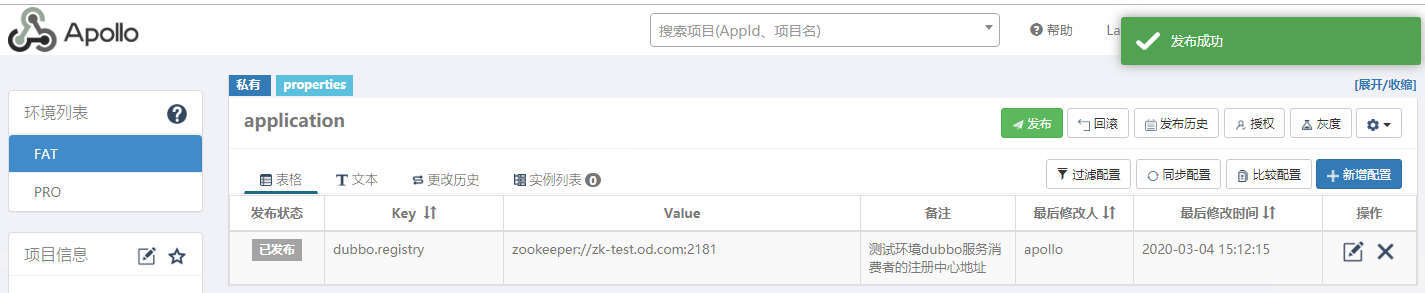 Apollo
搜索项目(AppId、项目名)
帮助
La
发布成功
私有
properties
[展开/收缩]
环境列表
FAT
PRO
项目信息
application
发布
回滚
发布历史
授权
灰度
表格
文本
更改历史
实例列表 0
过滤配置
同步配置
比较配置
新增配置
发布状态
Key
Value
备注
最后修改人
最后修改时间
操作
已发布
dubbo.registry
zookeeper://zk-test.od.com:2181
测试环境dubbo服务消
费者的注册中心地址
apollo
2020-03-04 15:12:15